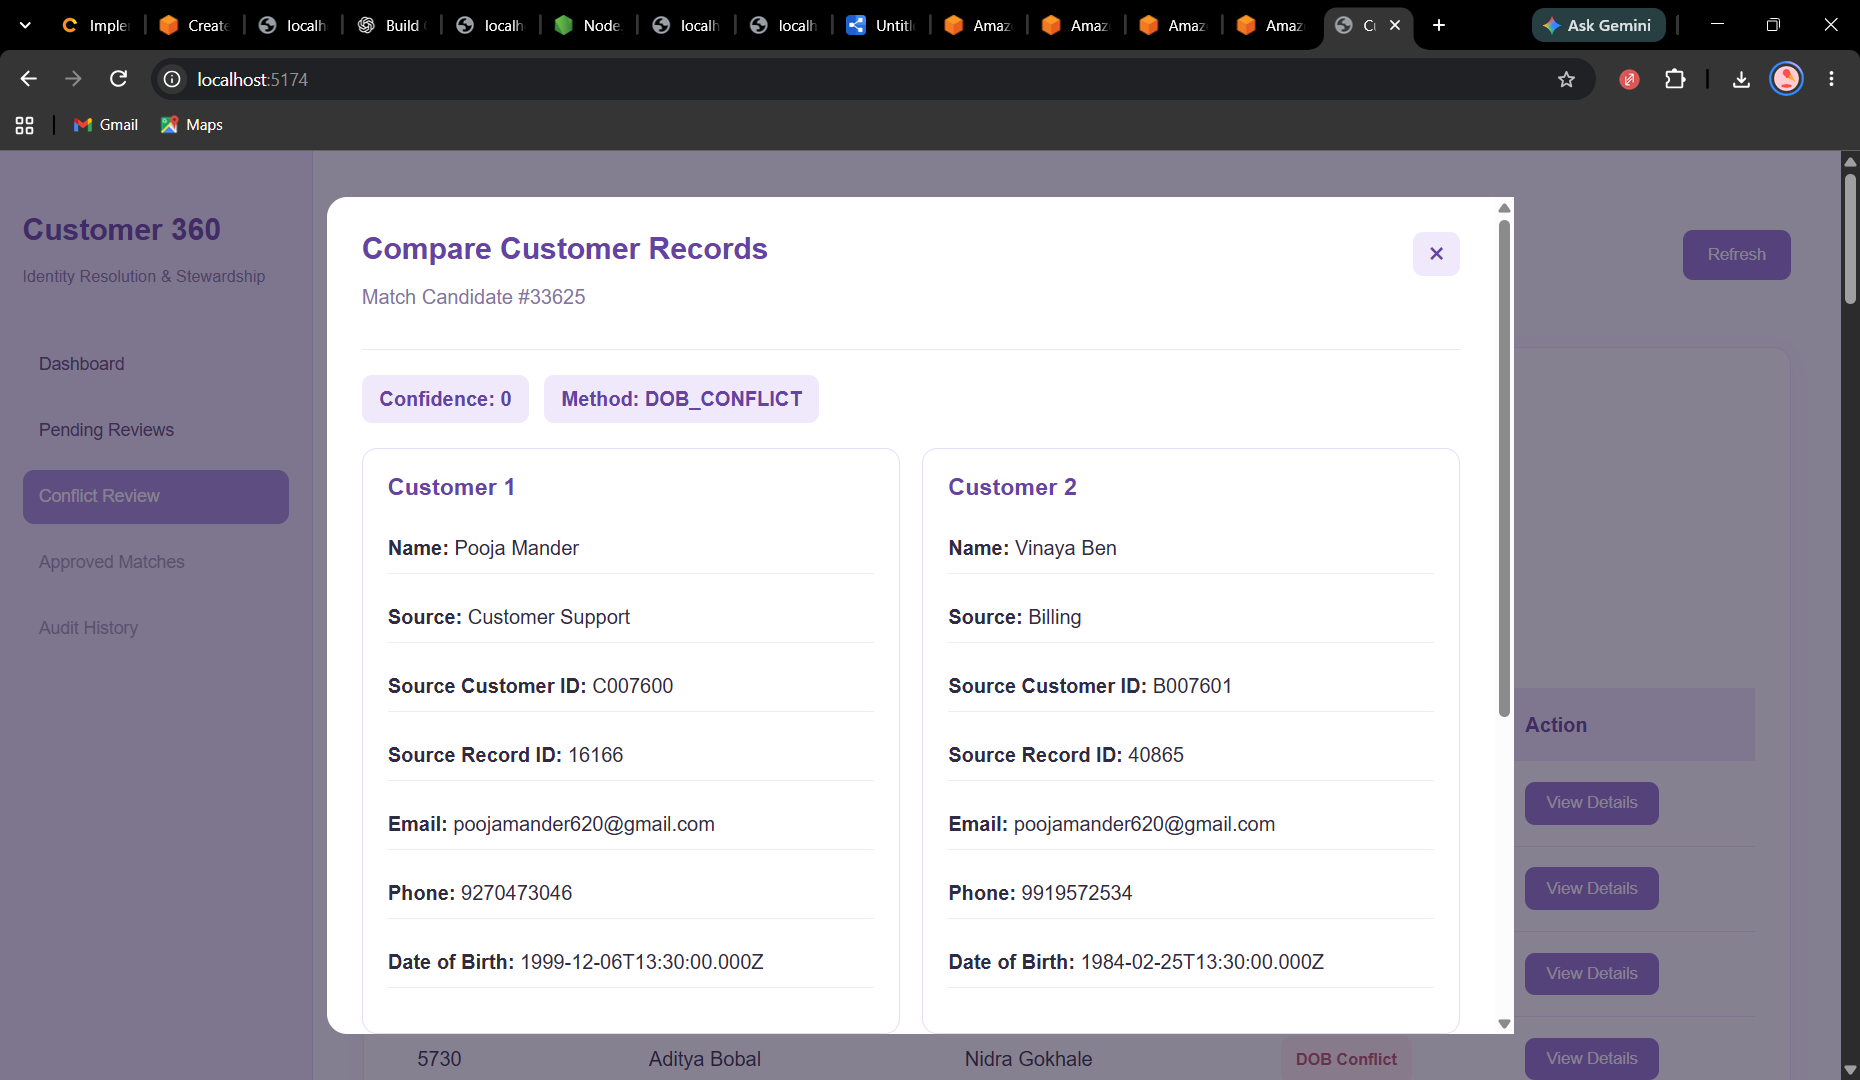 Imple
Create
localh
Build
localh
Node.
localh
localh
Untitl
Amaz
Amaz
Amaz
Amaz
Cu
Ask Gemini
localhost:5174
Gmail
Maps
Customer 360
Identity Resolution & Stewardship
Dashboard
Pending Reviews
Conflict Review
Approved Matches
Audit History
Refresh
Compare Customer Records
Match Candidate #33625
Confidence: 0
Method: DOB_CONFLICT
Customer 1
Name: Pooja Mander
Source: Customer Support
Source Customer ID: C007600
Source Record ID: 16166
Email: poojamander620@gmail.com
Phone: 9270473046
Date of Birth: 1999-12-06T13:30:00.000Z
Customer 2
Name: Vinaya Ben
Source: Billing
Source Customer ID: B007601
Source Record ID: 40865
Email: poojamander620@gmail.com
Phone: 9919572534
Date of Birth: 1984-02-25T13:30:00.000Z
Action
View Details
View Details
View Details
5730 Aditya Bobal Nidra Gokhale DOB Conflict View Details